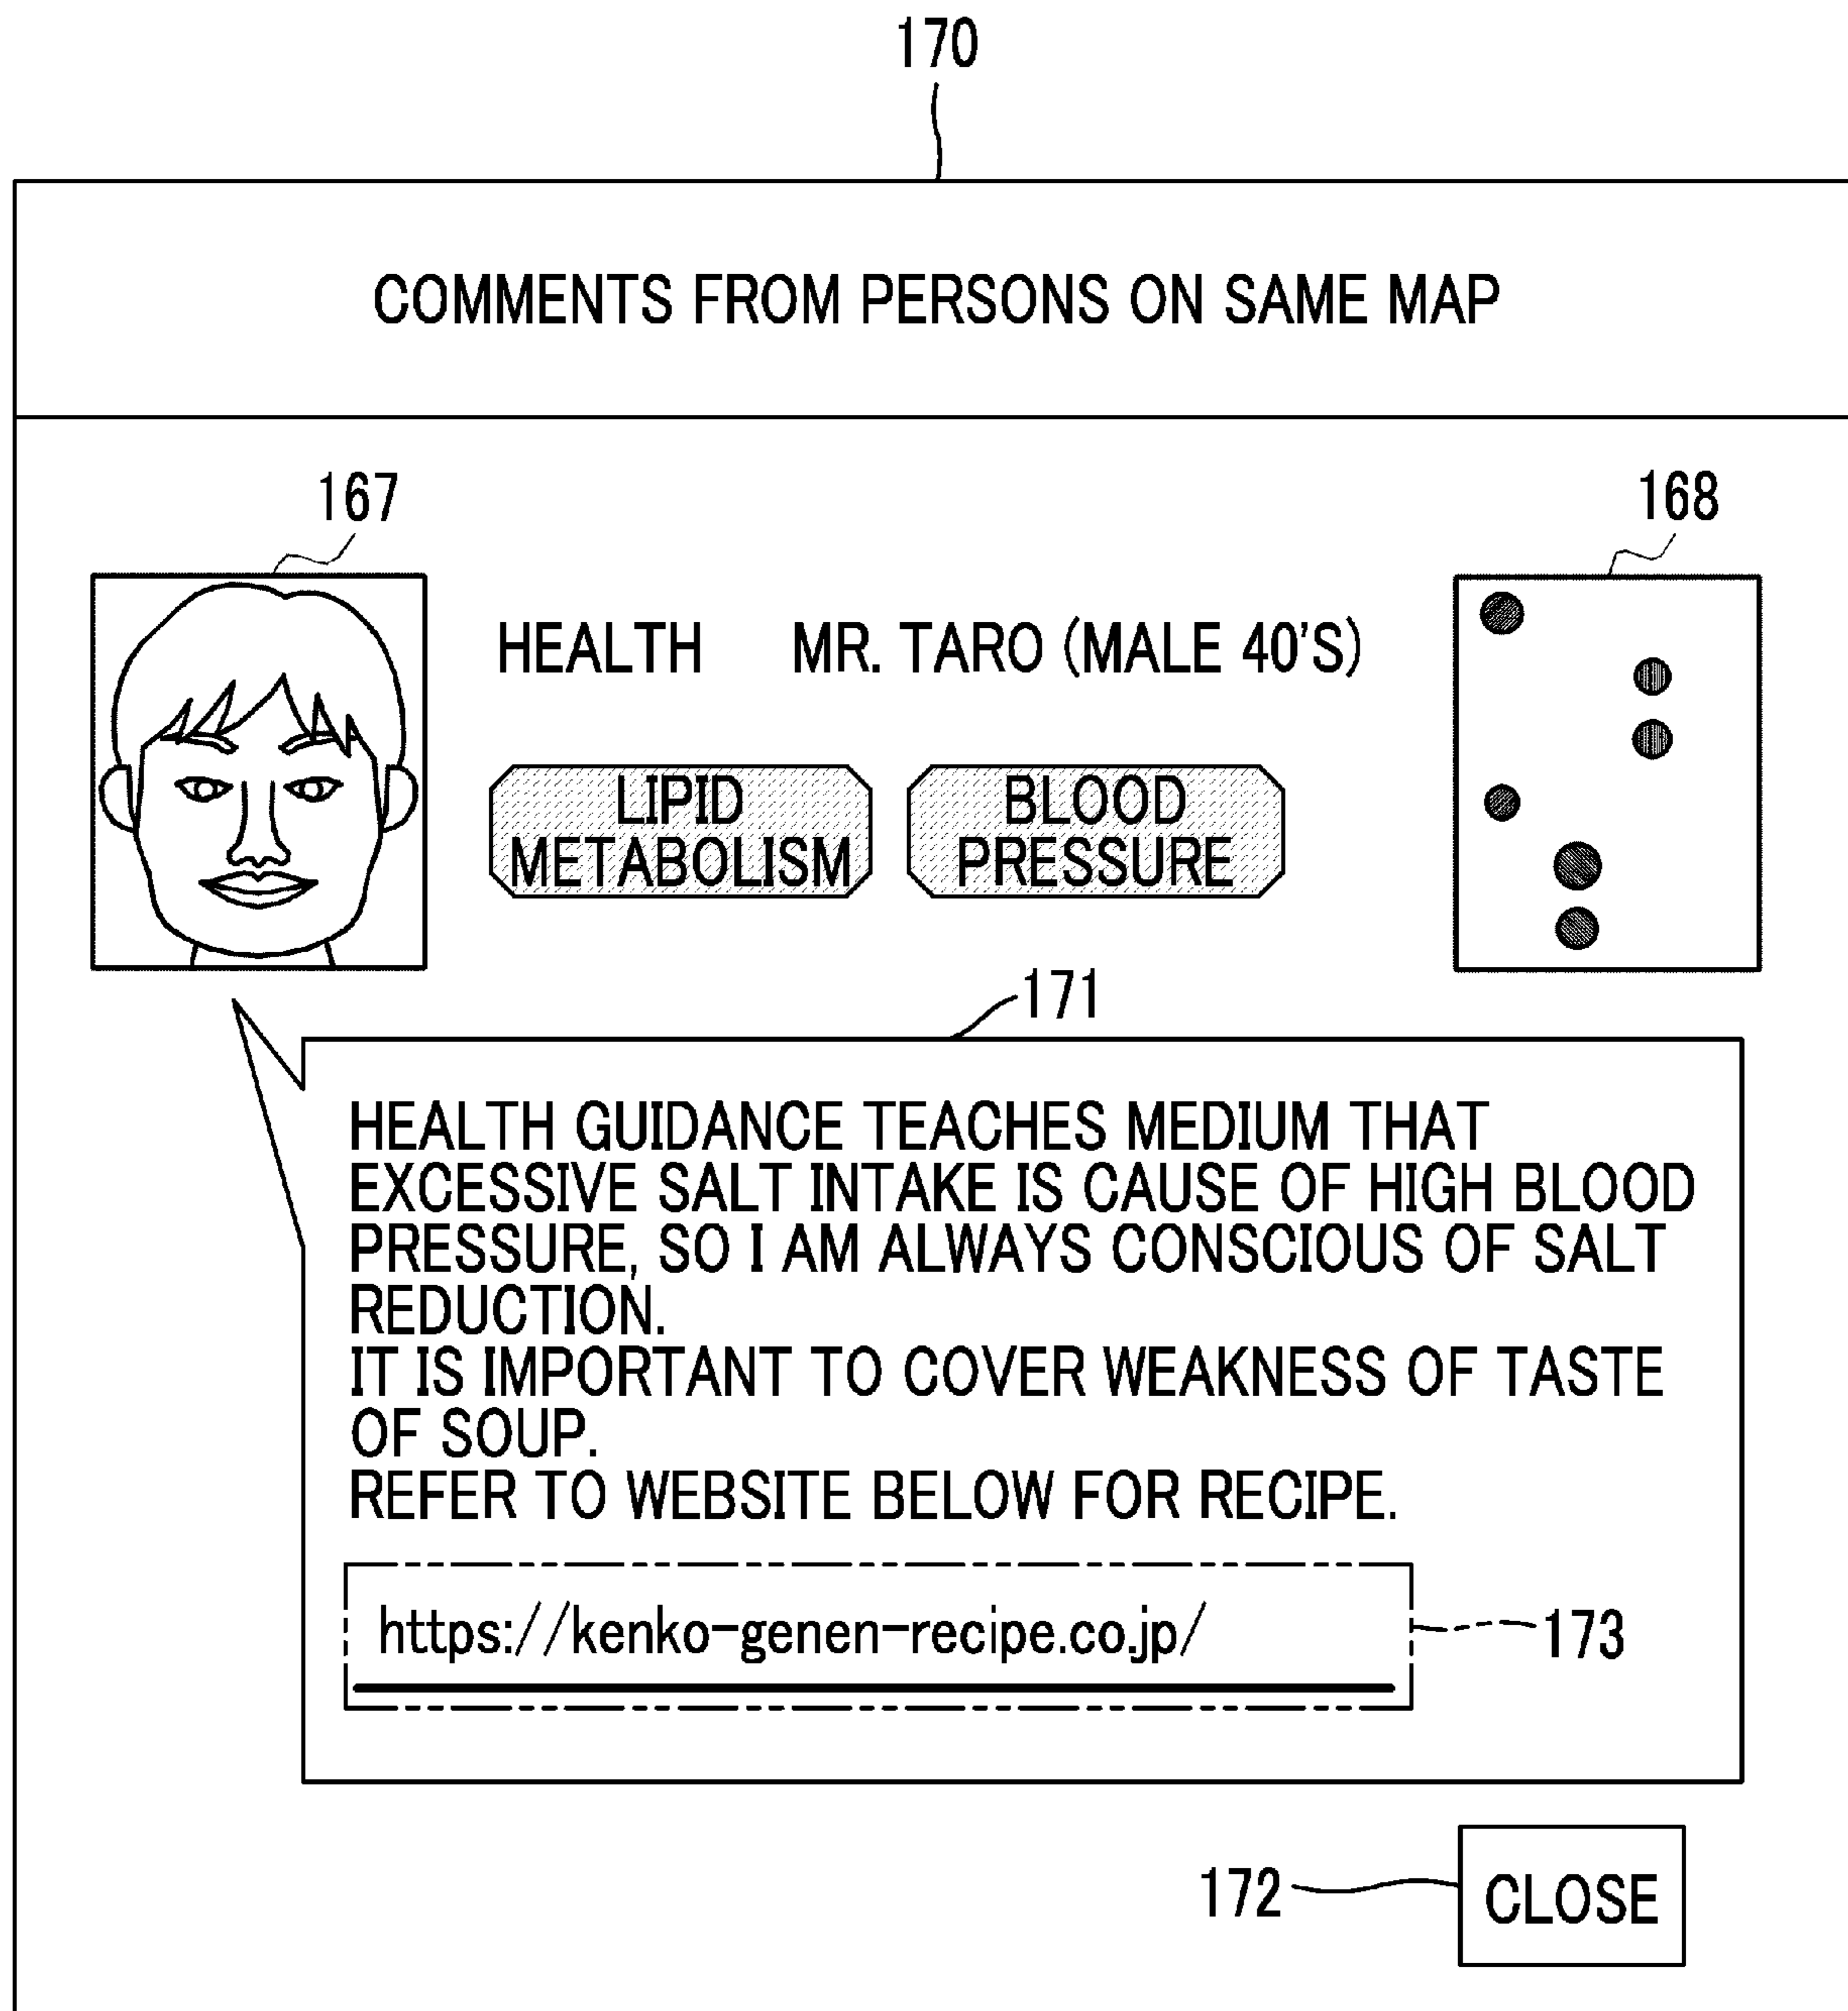 170
COMMENTS FROM PERSONS ON SAME MAP
167
168
HEALTH MR. TARO (MALE 40'S)
LIPID
METABOLISM
BLOOD
PRESSURE
171
HEALTH GUIDANCE TEACHES MEDIUM THAT
EXCESSIVE SALT INTAKE IS CAUSE OF HIGH BLOOD
PRESSURE, SO I AM ALWAYS CONSCIOUS OF SALT
REDUCTION.
IT IS IMPORTANT TO COVER WEAKNESS OF TASTE
OF SOUP.
REFER TO WEBSITE BELOW FOR RECIPE.
https://kenko-genen-recipe.co.jp/
173
172
CLOSE